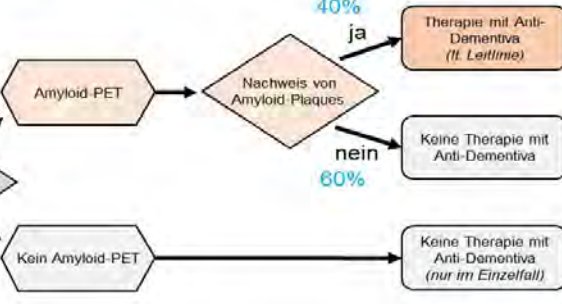 40%
ja
Therapie mit Anti-
Dementiva
(lt. Leitlinie)
Amyloid-PET
Nachweis von
Amyloid-Plaques
nein
60%
Keine Therapie mit
Anti-Dementiva
Kein Amyloid-PET
Keine Therapie mit
Anti-Dementiva
(nur im Einzelfall)